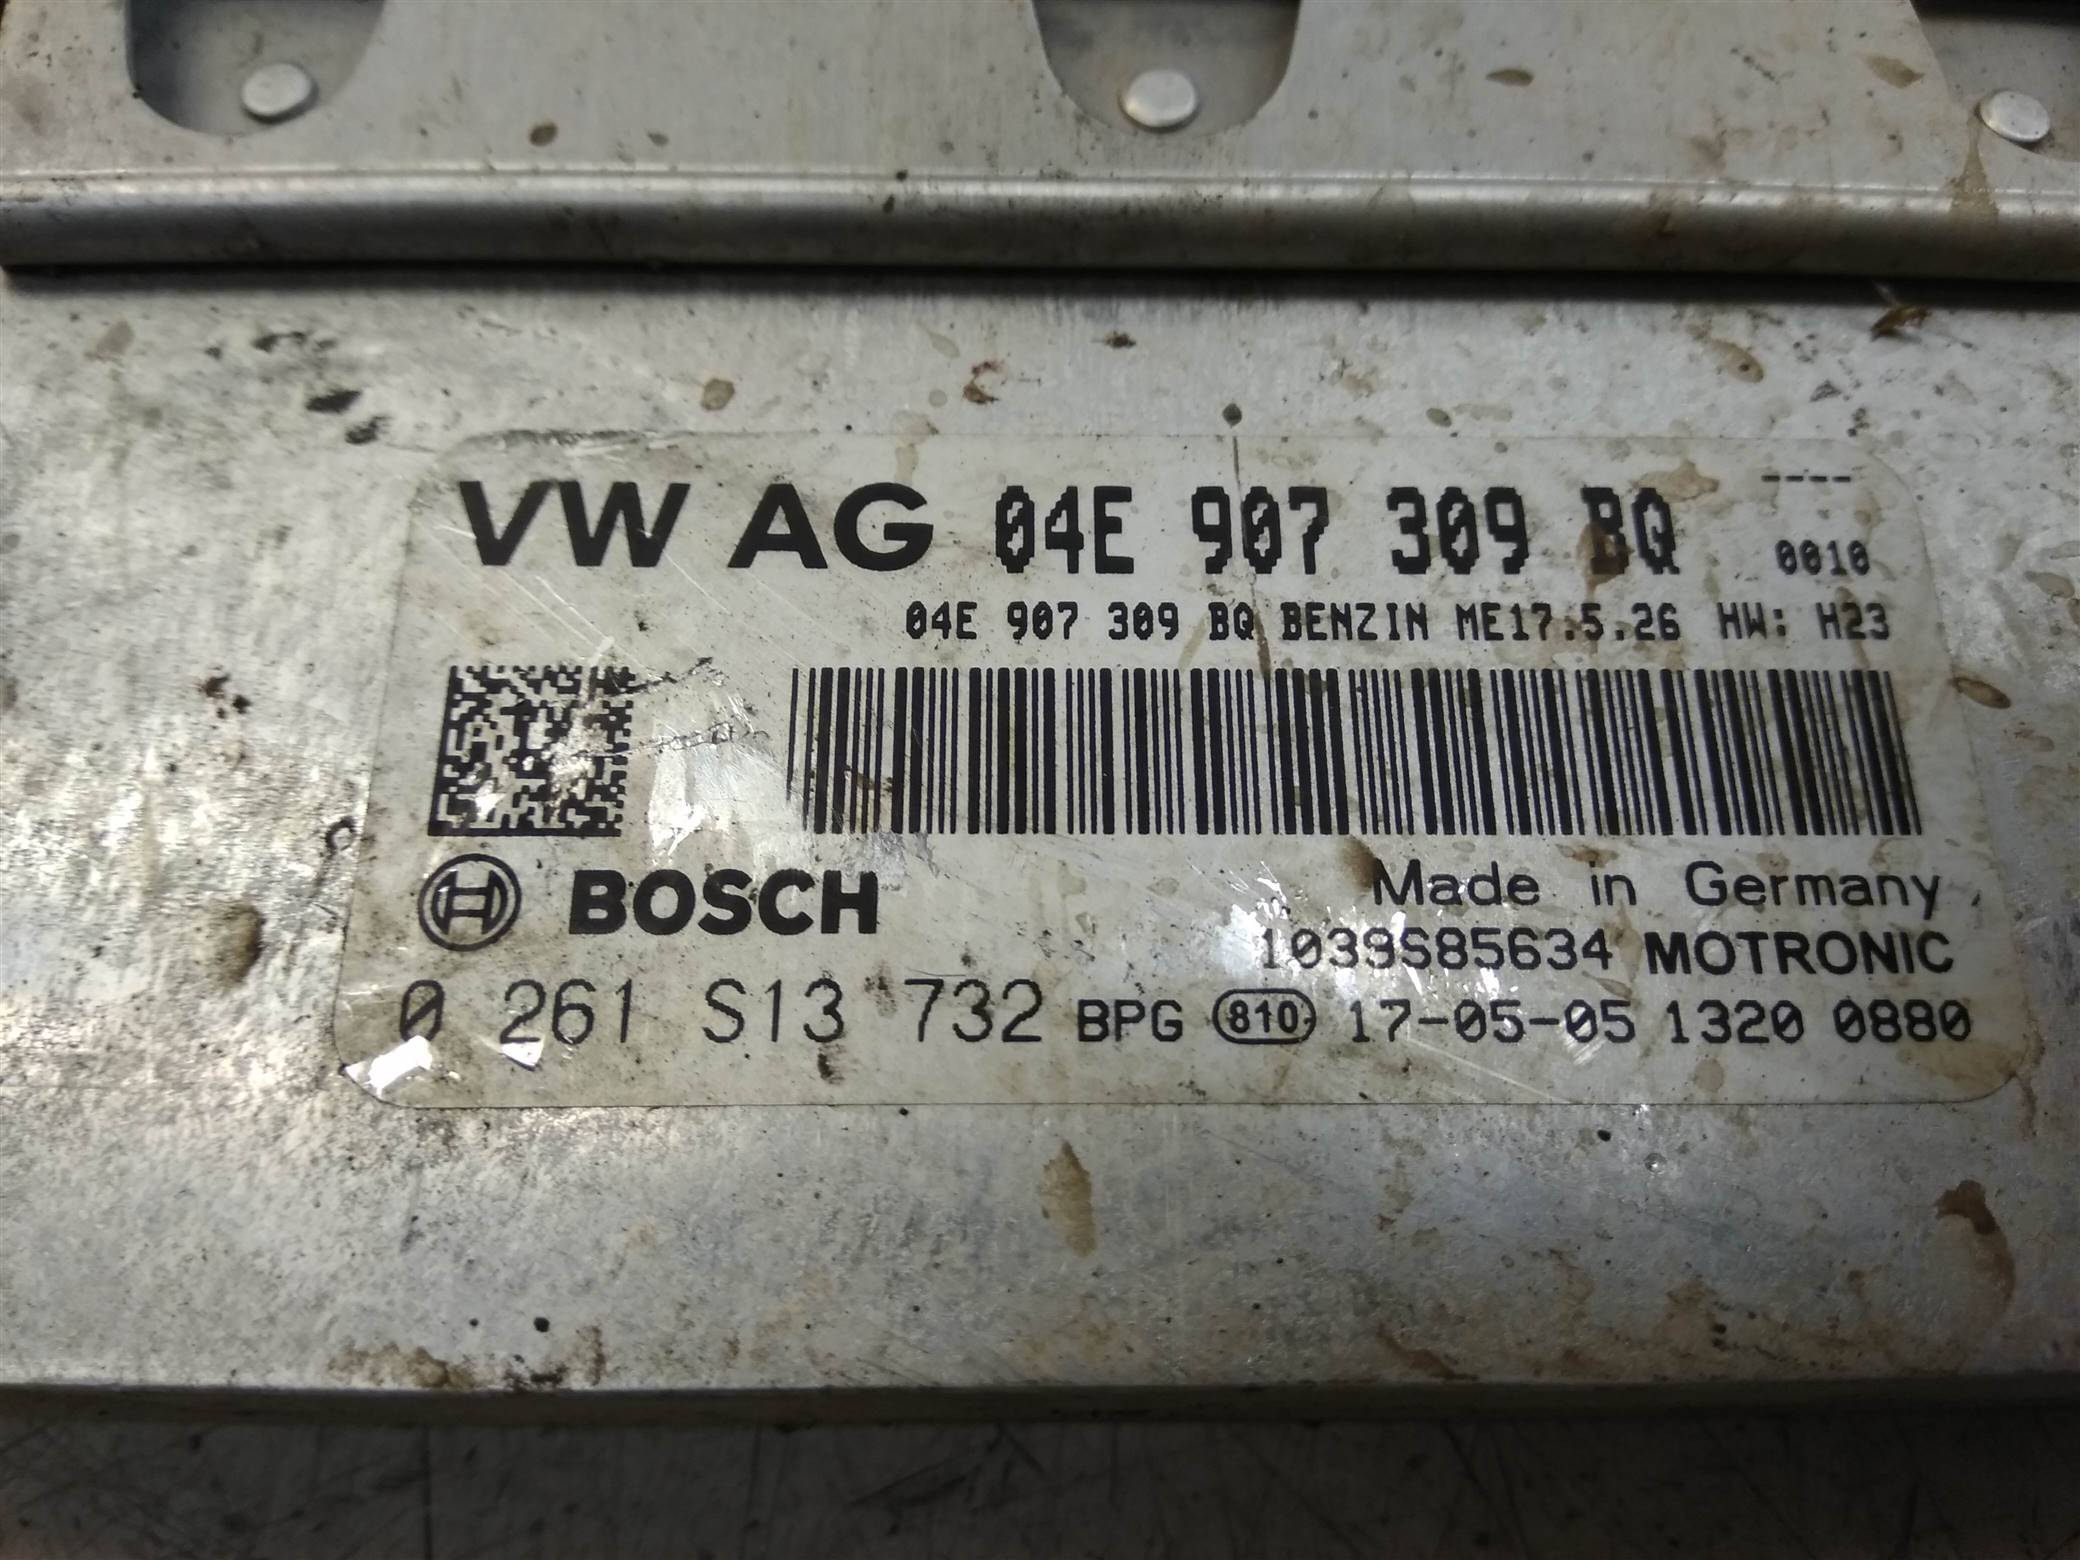 VW AG 04E 907 309 BQ ----
0010
04E 907 309 BQ BENZIN ME17.5.26 HW: H23
BOSCH
Made in Germany
1039S85634 MOTRONIC
0 261 S13 732 BPG 810 17-05-05 1320 0880